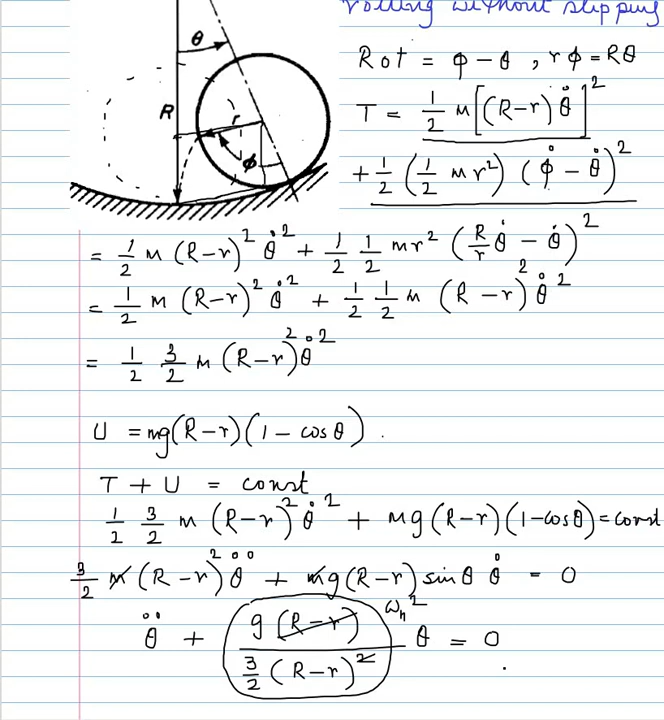 rolling without slipping
θ
R
r
ϕ
Rot = ϕ − θ , rϕ = Rθ
T = 1/2 m[(R−r) θ̇]²
+ 1/2 (1/2 mr²) (ϕ̇ − θ̇)²
= 1/2 m (R−r)² θ̇² + 1/2 1/2 mr² (R/r θ̇ − θ̇)²
= 1/2 m (R−r)² θ̇² + 1/2 1/2 m (R − r)² θ̇²
= 1/2 3/2 m (R−r)² θ̇²
U = mg(R−r)(1 − cos θ) .
T + U = const
1/2 3/2 m (R−r)² θ̇² + mg(R−r)(1−cosθ) = const
3/2 m (R−r)² θ̈ + mg(R−r) sinθ θ̇ = 0
θ̈ + g(R−r) / 3/2 (R−r)² ωn² θ = 0